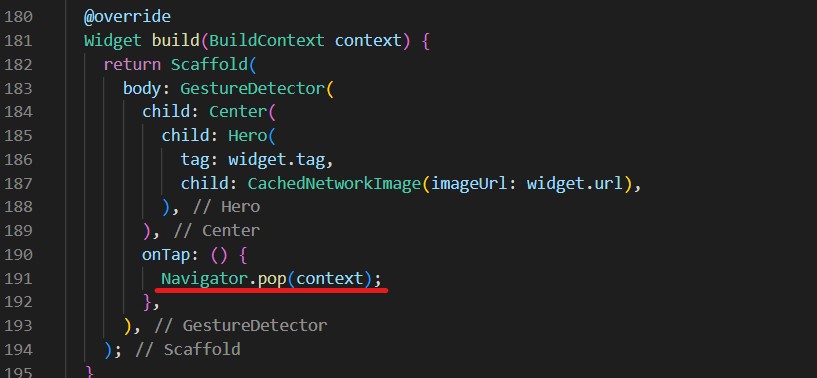 180 @override
181 Widget build(BuildContext context) {
182 return Scaffold(
183 body: GestureDetector(
184 child: Center(
185 child: Hero(
186 tag: widget.tag,
187 child: CachedNetworkImage(imageUrl: widget.url),
188 ), // Hero
189 ), // Center
190 onTap: () {
191 Navigator.pop(context);
192 },
193 ), // GestureDetector
194 ); // Scaffold
195 }